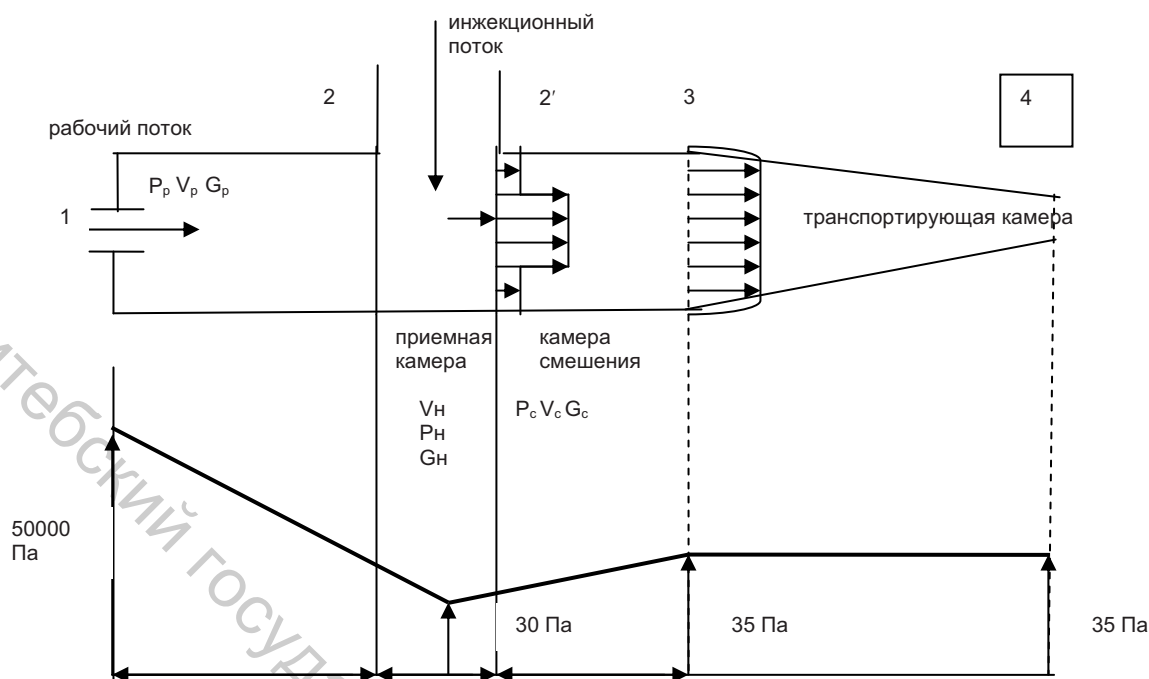 инжекционный
поток
2
2′
3
4
рабочий поток
Pр Vр Gр
1
транспортирующая камера
приемная
камера
камера
смешения
Vн
Pн
Gн
Pс Vс Gс
50000
Па
30 Па
35 Па
35 Па